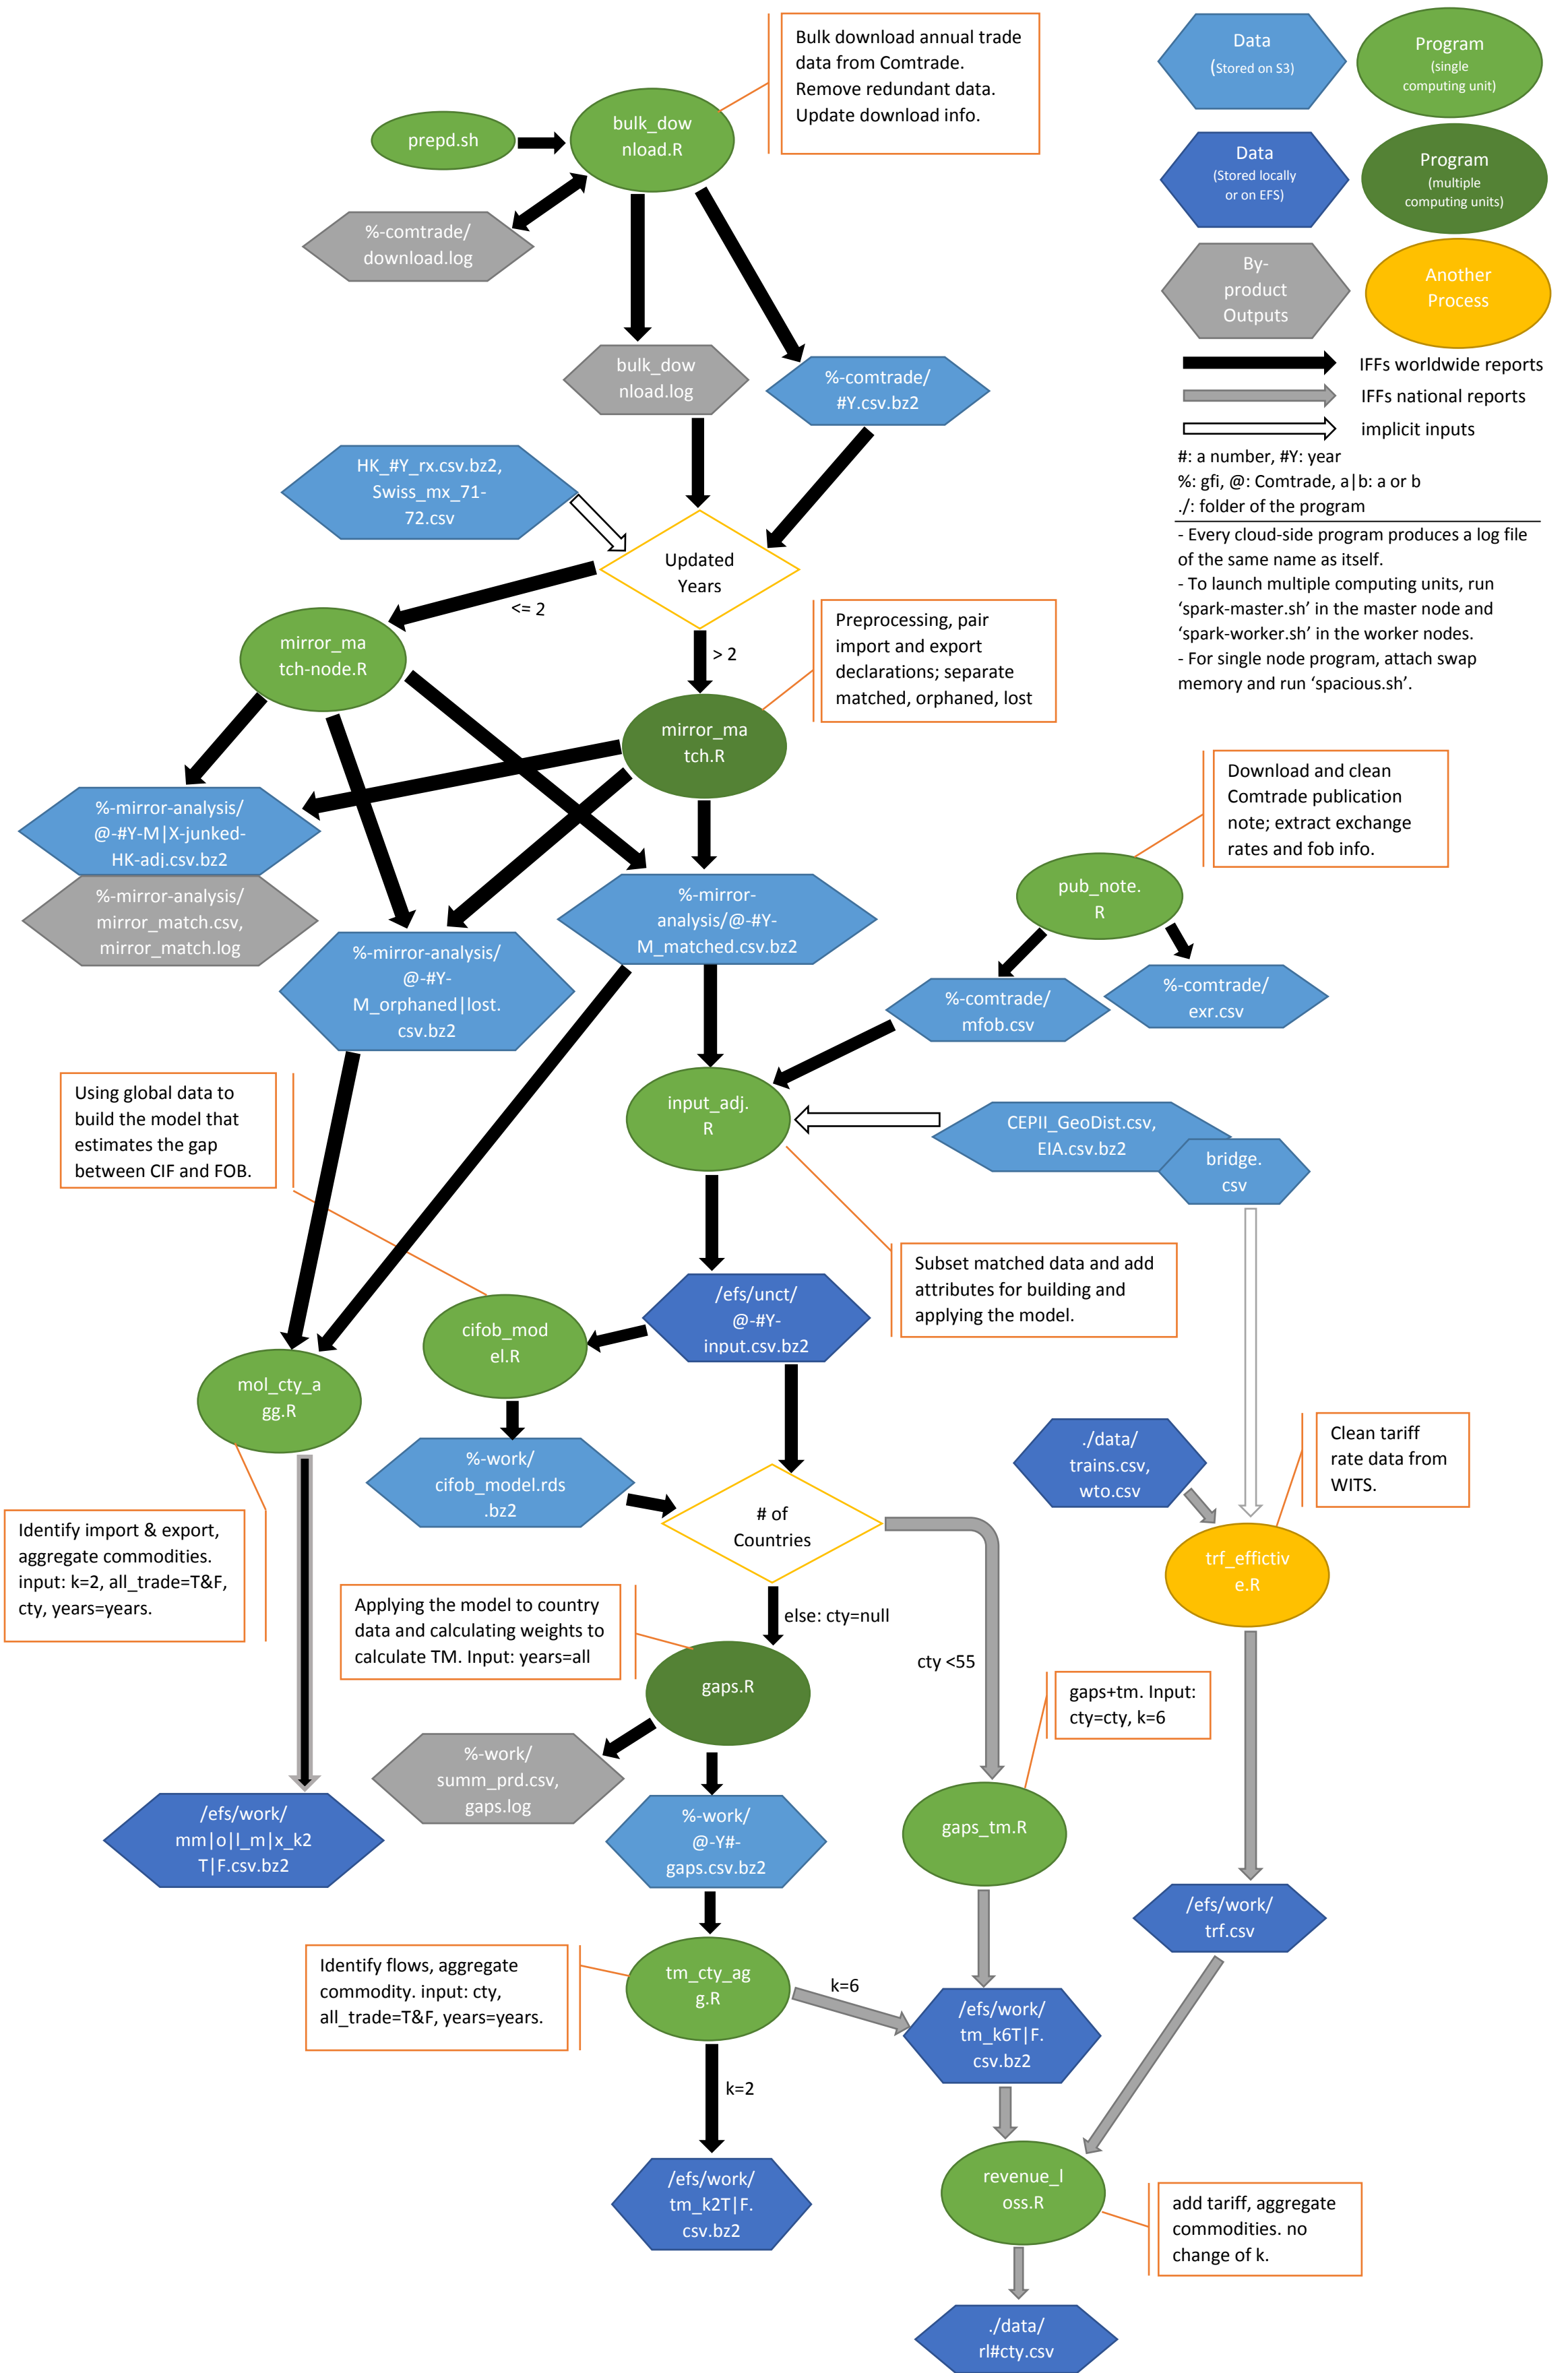 Bulk download annual trade
data from Comtrade.
Remove redundant data.
Update download info.
Data
(Stored on S3)
Program
(single
computing unit)
prepd.sh
bulk_dow
nload.R
Data
(Stored locally
or on EFS)
Program
(multiple
computing units)
%-comtrade/
download.log
By-
product
Outputs
Another
Process
IFFs worldwide reports
IFFs national reports
implicit inputs
#: a number, #Y: year
%: gfi, @: Comtrade, a|b: a or b
./: folder of the program
- Every cloud-side program produces a log file
of the same name as itself.
- To launch multiple computing units, run
‘spark-master.sh’ in the master node and
‘spark-worker.sh’ in the worker nodes.
- For single node program, attach swap
memory and run ‘spacious.sh’.
bulk_dow
nload.log
%-comtrade/
#Y.csv.bz2
HK_#Y_rx.csv.bz2,
Swiss_mx_71-
72.csv
Updated
Years
<= 2
> 2
mirror_ma
tch-node.R
Preprocessing, pair
import and export
declarations; separate
matched, orphaned, lost
mirror_ma
tch.R
Download and clean
Comtrade publication
note; extract exchange
rates and fob info.
%-mirror-analysis/
@-#Y-M|X-junked-
HK-adj.csv.bz2
%-mirror-analysis/
mirror_match.csv,
mirror_match.log
%-mirror-
analysis/@-#Y-
M_matched.csv.bz2
pub_note.
R
%-mirror-analysis/
@-#Y-
M_orphaned|lost.
csv.bz2
%-comtrade/
mfob.csv
%-comtrade/
exr.csv
Using global data to
build the model that
estimates the gap
between CIF and FOB.
input_adj.
R
CEPII_GeoDist.csv,
EIA.csv.bz2
bridge.
csv
Subset matched data and add
attributes for building and
applying the model.
/efs/unct/
@-#Y-
input.csv.bz2
cifob_mod
el.R
mol_cty_a
gg.R
%-work/
cifob_model.rds
.bz2
# of
Countries
./data/
trains.csv,
wto.csv
Clean tariff
rate data from
WITS.
Identify import & export,
aggregate commodities.
input: k=2, all_trade=T&F,
cty, years=years.
trf_effictiv
e.R
Applying the model to country
data and calculating weights to
calculate TM. Input: years=all
else: cty=null
cty <55
gaps.R
gaps+tm. Input:
cty=cty, k=6
%-work/
summ_prd.csv,
gaps.log
/efs/work/
mm|o|l_m|x_k2
T|F.csv.bz2
%-work/
@-Y#-
gaps.csv.bz2
gaps_tm.R
/efs/work/
trf.csv
Identify flows, aggregate
commodity. input: cty,
all_trade=T&F, years=years.
tm_cty_ag
g.R
k=6
/efs/work/
tm_k6T|F.
csv.bz2
k=2
/efs/work/
tm_k2T|F.
csv.bz2
revenue_l
oss.R
add tariff, aggregate
commodities. no
change of k.
./data/
rl#cty.csv